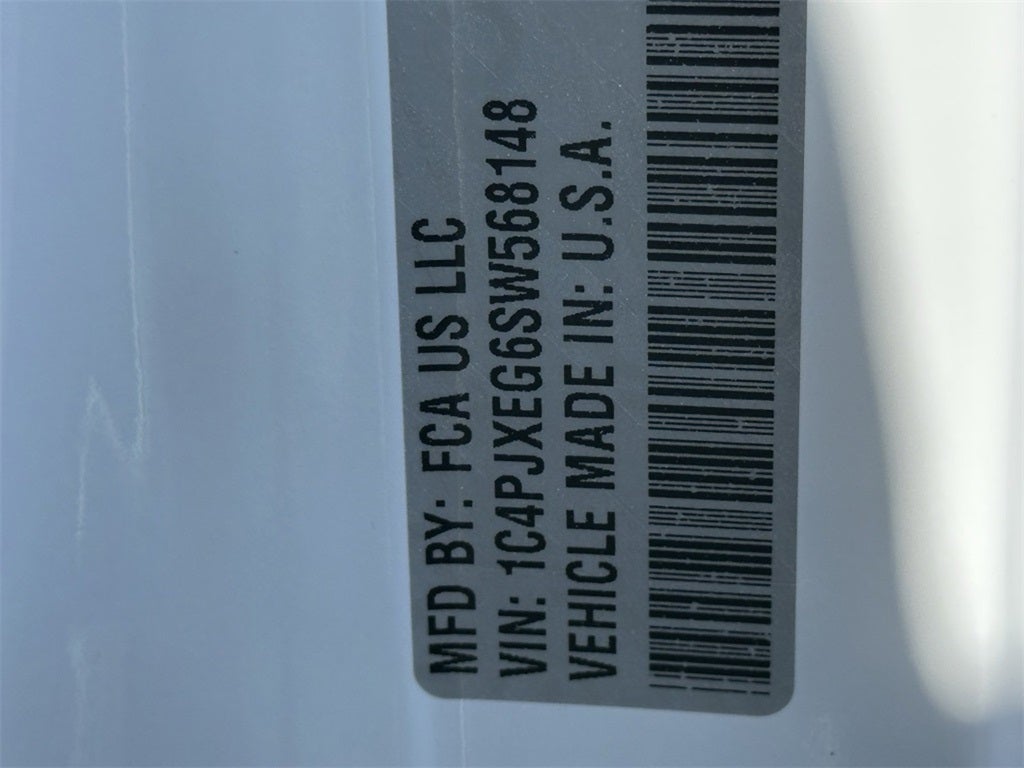 MFD BY: FCA US LLC
VIN: 1C4PJXEG6SW568148
VEHICLE MADE IN: U.S.A.